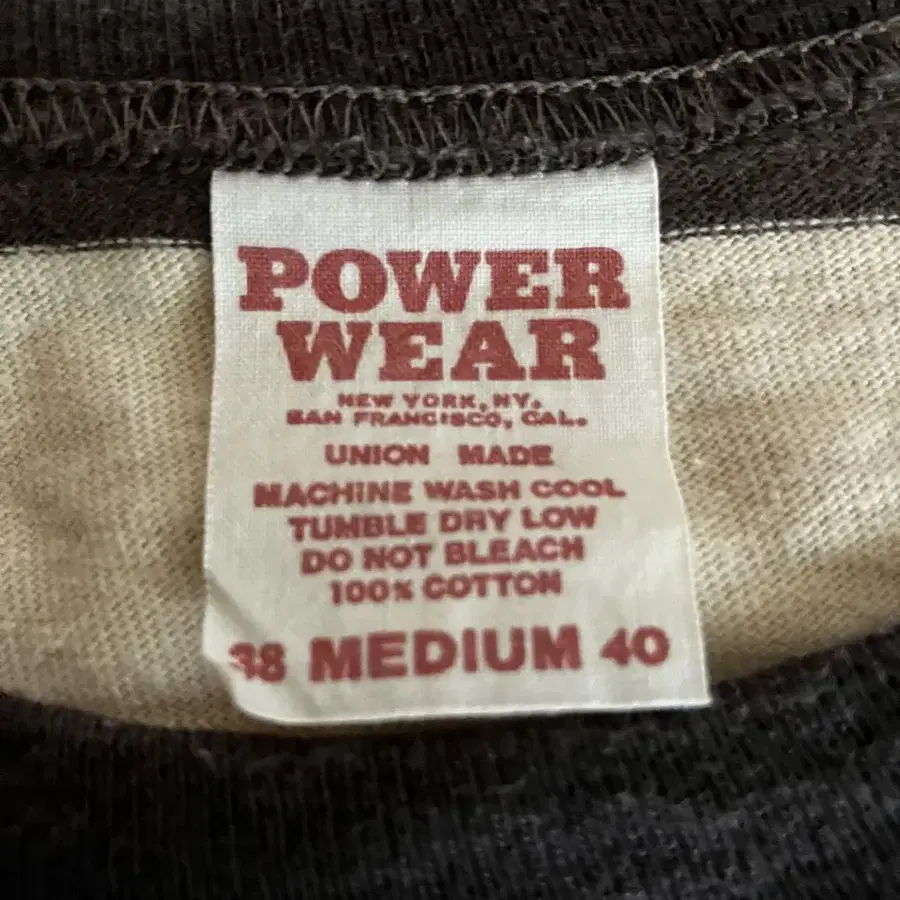 POWER
WEAR
NEW YORK, NY.
SAN FRANCISCO, CAL.
UNION MADE
MACHINE WASH COOL
TUMBLE DRY LOW
DO NOT BLEACH
100% COTTON
38 MEDIUM 40